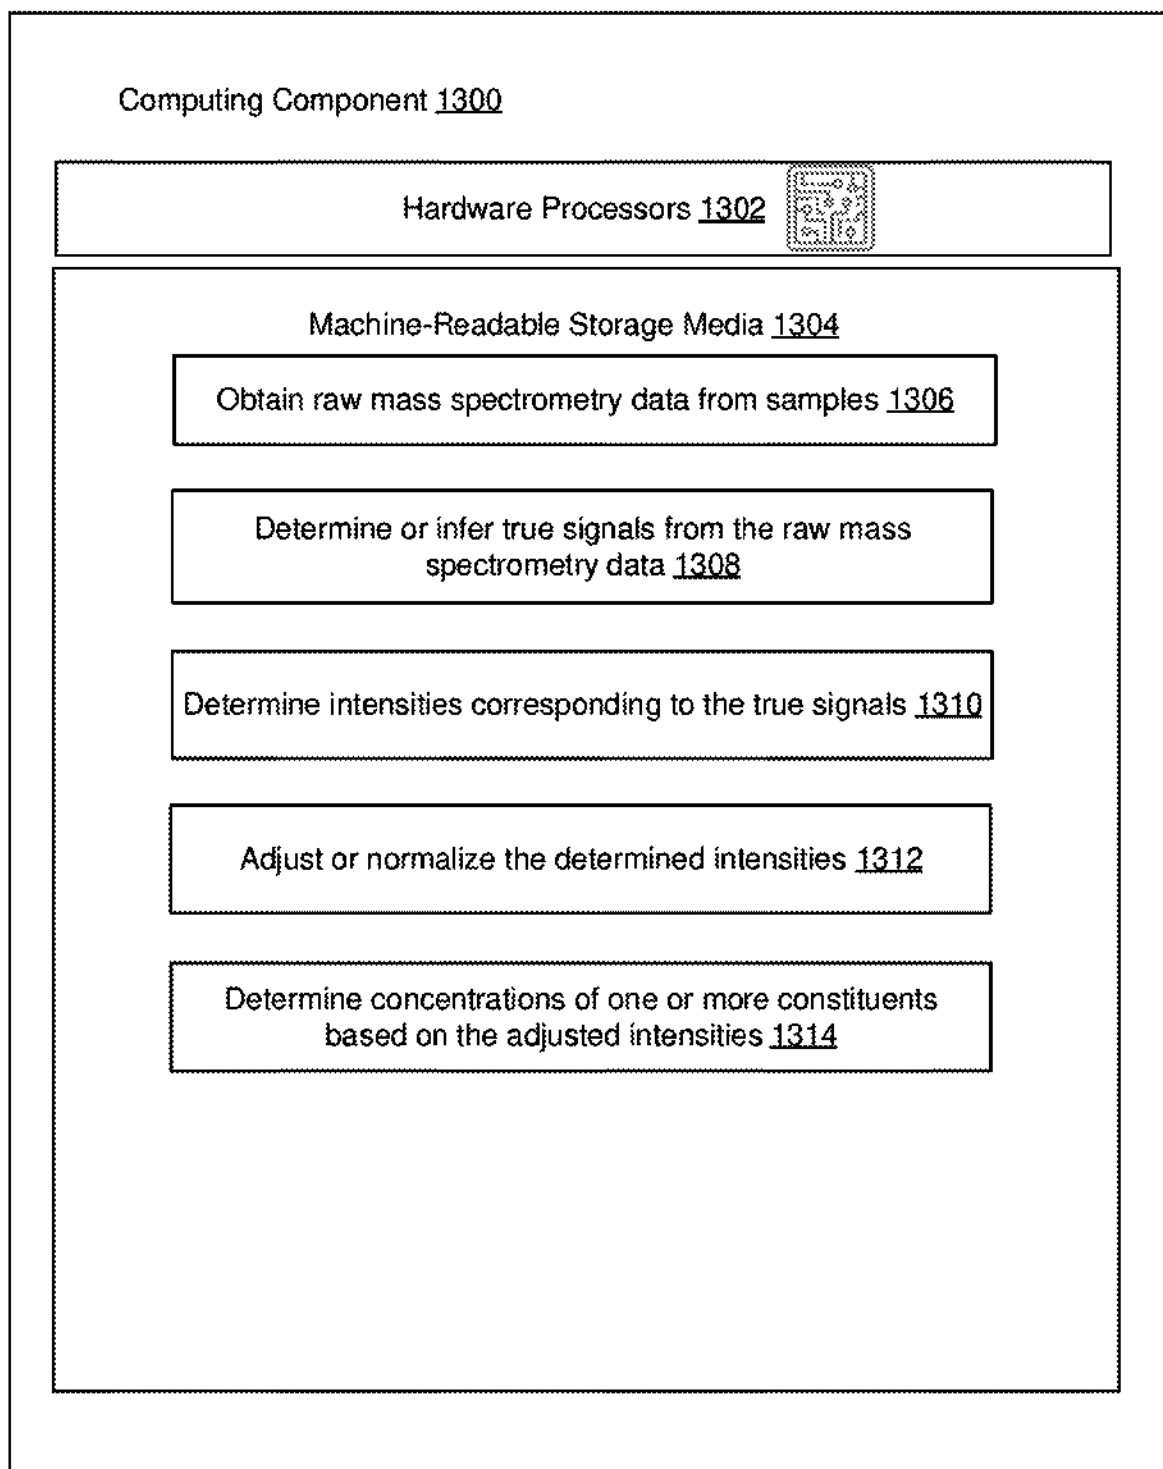 Computing Component 1300
Hardware Processors 1302
Machine-Readable Storage Media 1304
Obtain raw mass spectrometry data from samples 1306
Determine or infer true signals from the raw mass
spectrometry data 1308
Determine intensities corresponding to the true signals 1310
Adjust or normalize the determined intensities 1312
Determine concentrations of one or more constituents
based on the adjusted intensities 1314